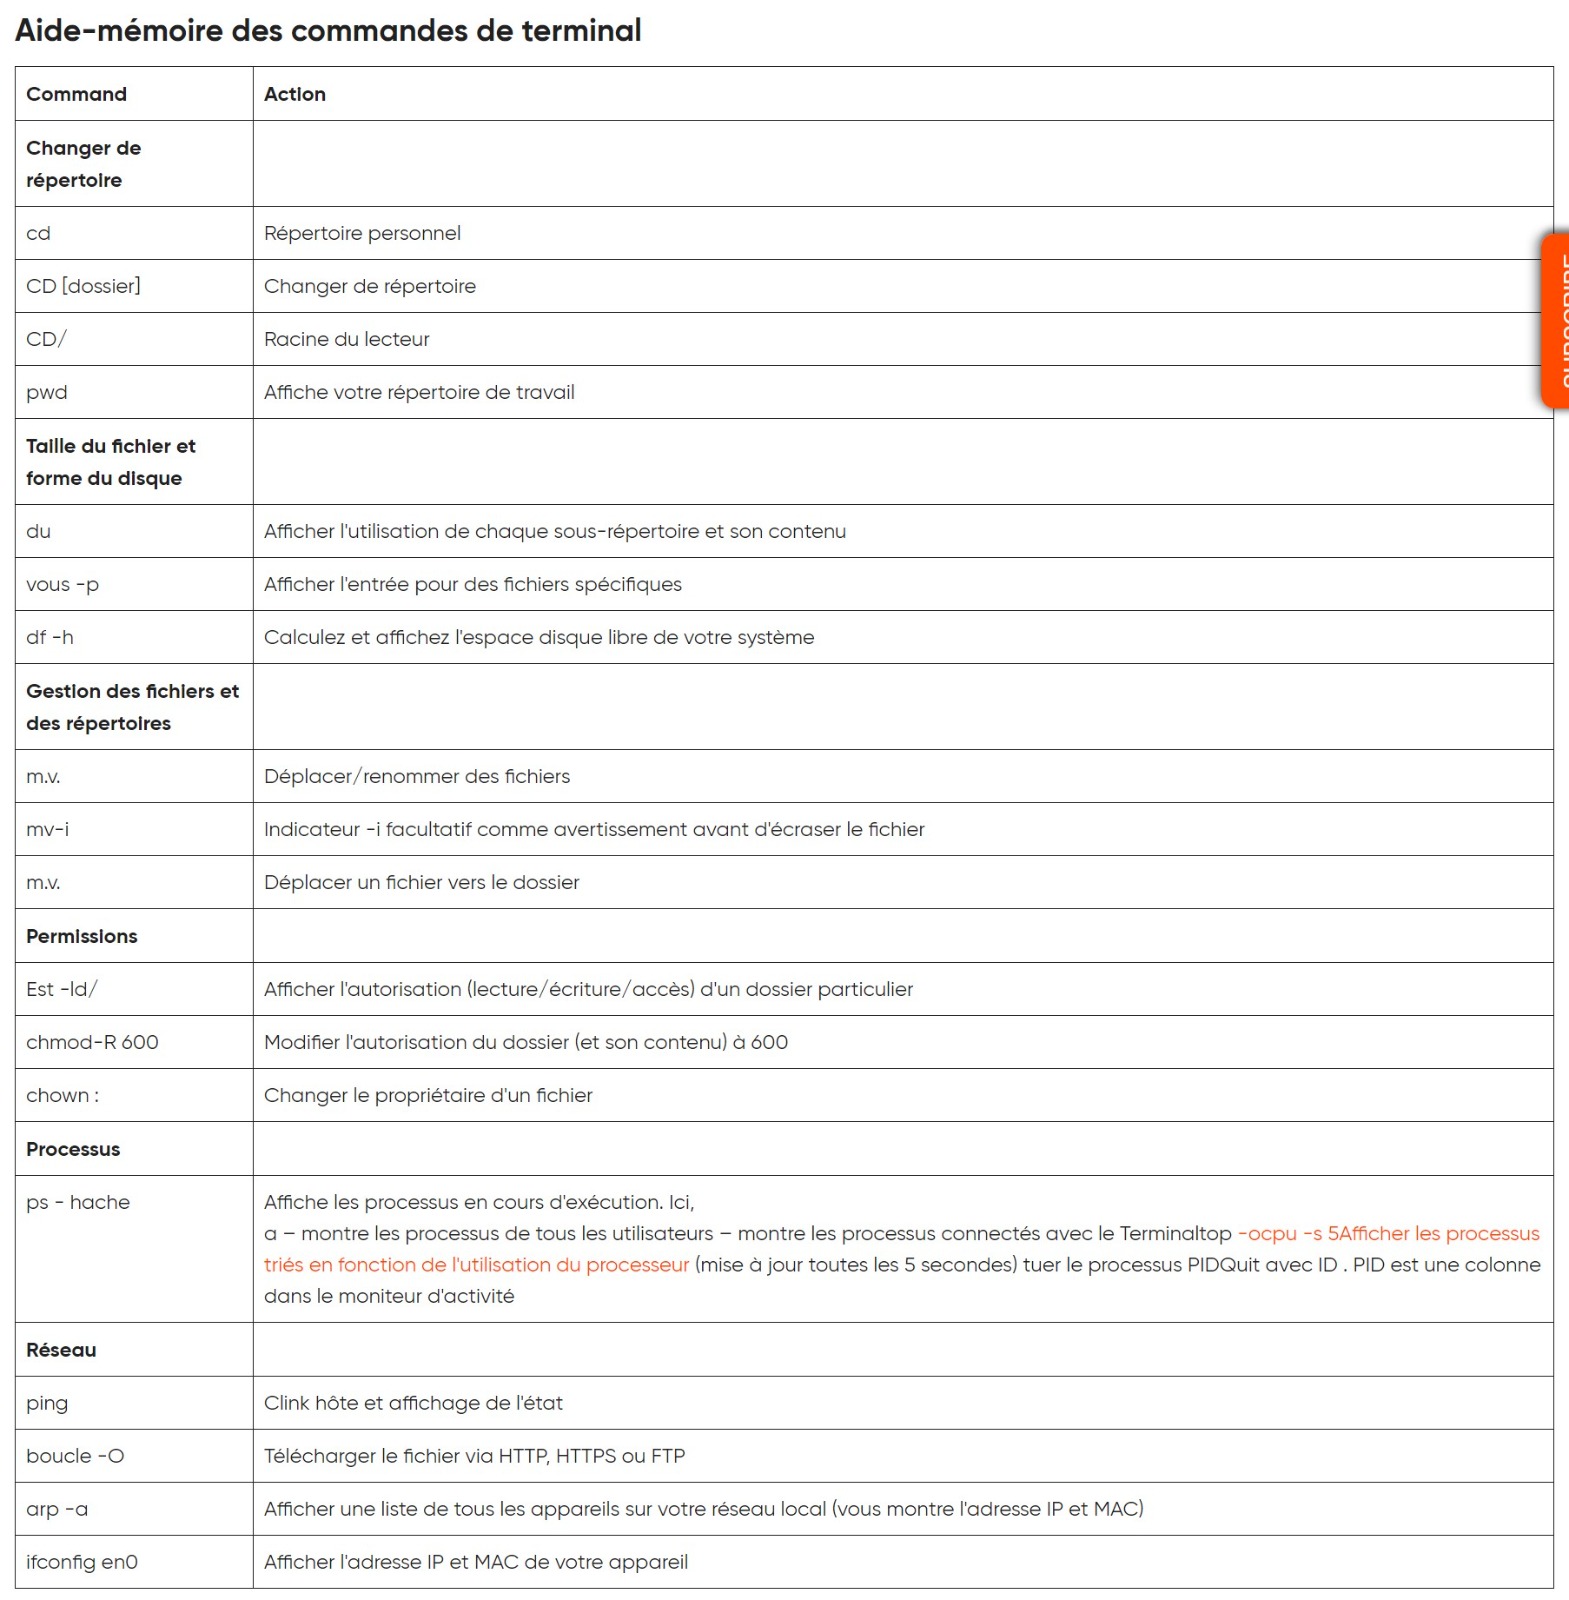 Aide-mémoire des commandes de terminal
Command
Action
Changer de
répertoire
cd
Répertoire personnel
CD [dossier]
Changer de répertoire
CD/
Racine du lecteur
pwd
Affiche votre répertoire de travail
Taille du fichier et
forme du disque
du
Afficher l'utilisation de chaque sous-répertoire et son contenu
vous -p
Afficher l'entrée pour des fichiers spécifiques
df -h
Calculez et affichez l'espace disque libre de votre système
Gestion des fichiers et
des répertoires
m.v.
Déplacer/renommer des fichiers
mv-i
Indicateur -i facultatif comme avertissement avant d'écraser le fichier
m.v.
Déplacer un fichier vers le dossier
Permissions
Est -ld/
Afficher l'autorisation (lecture/écriture/accès) d'un dossier particulier
chmod-R 600
Modifier l'autorisation du dossier (et son contenu) à 600
chown :
Changer le propriétaire d'un fichier
Processus
ps - hache
Affiche les processus en cours d'exécution. Ici,
a – montre les processus de tous les utilisateurs – montre les processus connectés avec le Terminaltop -ocpu -s 5Afficher les processus
triés en fonction de l'utilisation du processeur (mise à jour toutes les 5 secondes) tuer le processus PIDQuit avec ID . PID est une colonne
dans le moniteur d'activité
Réseau
ping
Clink hôte et affichage de l'état
boucle -O
Télécharger le fichier via HTTP, HTTPS ou FTP
arp -a
Afficher une liste de tous les appareils sur votre réseau local (vous montre l'adresse IP et MAC)
ifconfig en0
Afficher l'adresse IP et MAC de votre appareil